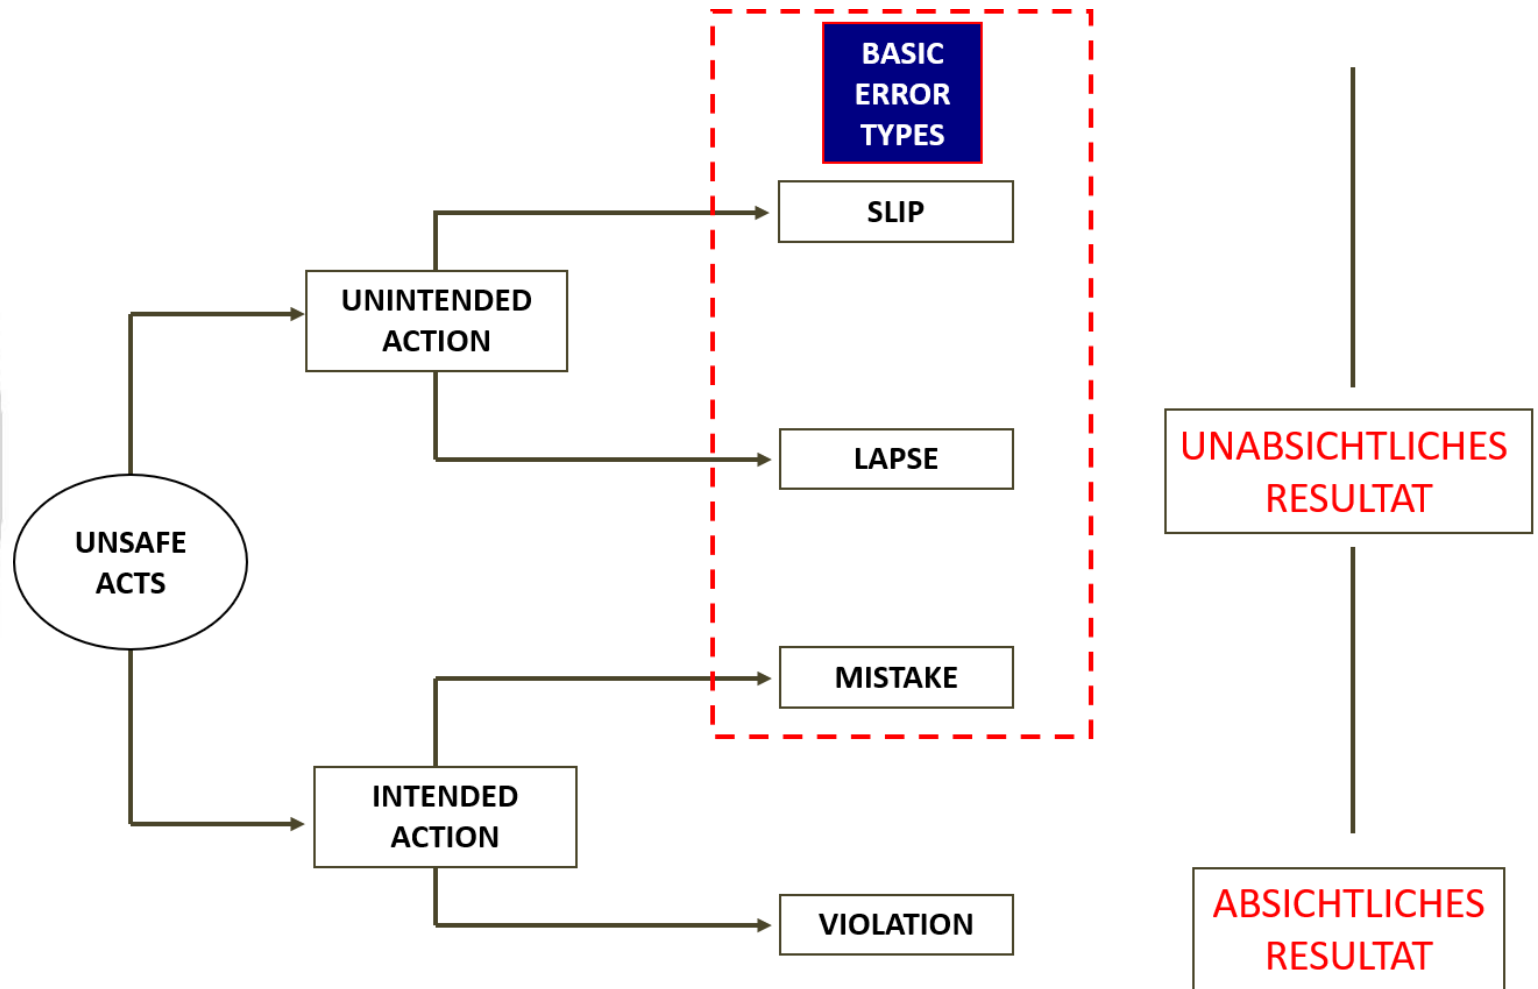 BASIC
ERROR
TYPES
SLIP
UNINTENDED
ACTION
LAPSE
UNABSICHTLICHES
RESULTAT
UNSAFE
ACTS
MISTAKE
INTENDED
ACTION
VIOLATION
ABSICHTLICHES
RESULTAT